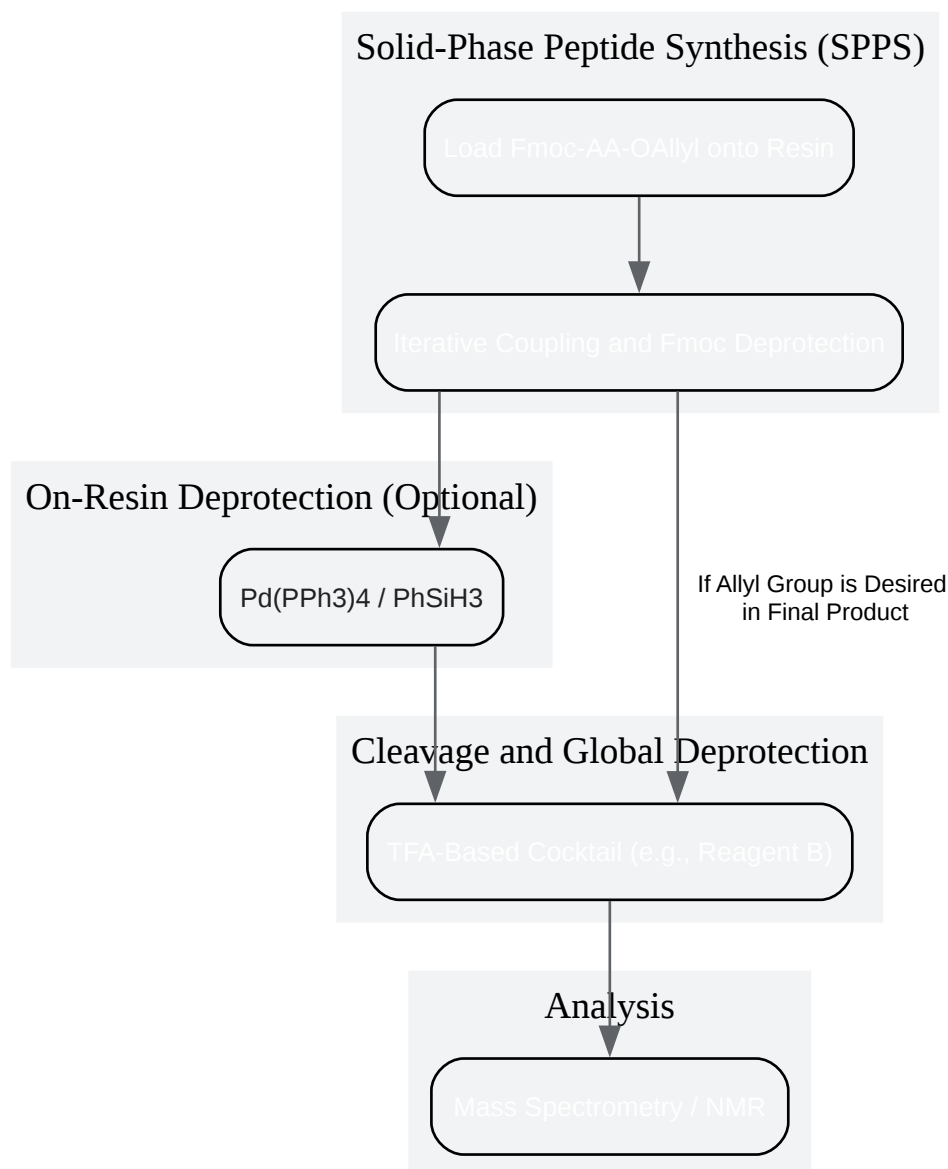 Solid-Phase Peptide Synthesis (SPPS)
Load Fmoc-AA-OAllyl onto Resin
Iterative Coupling and Fmoc Deprotection
On-Resin Deprotection (Optional)
Pd(PPh3)4 / PhSiH3
If Allyl Group is Desired
in Final Product
Cleavage and Global Deprotection
TFA-Based Cocktail (e.g., Reagent B)
Analysis
Mass Spectrometry / NMR